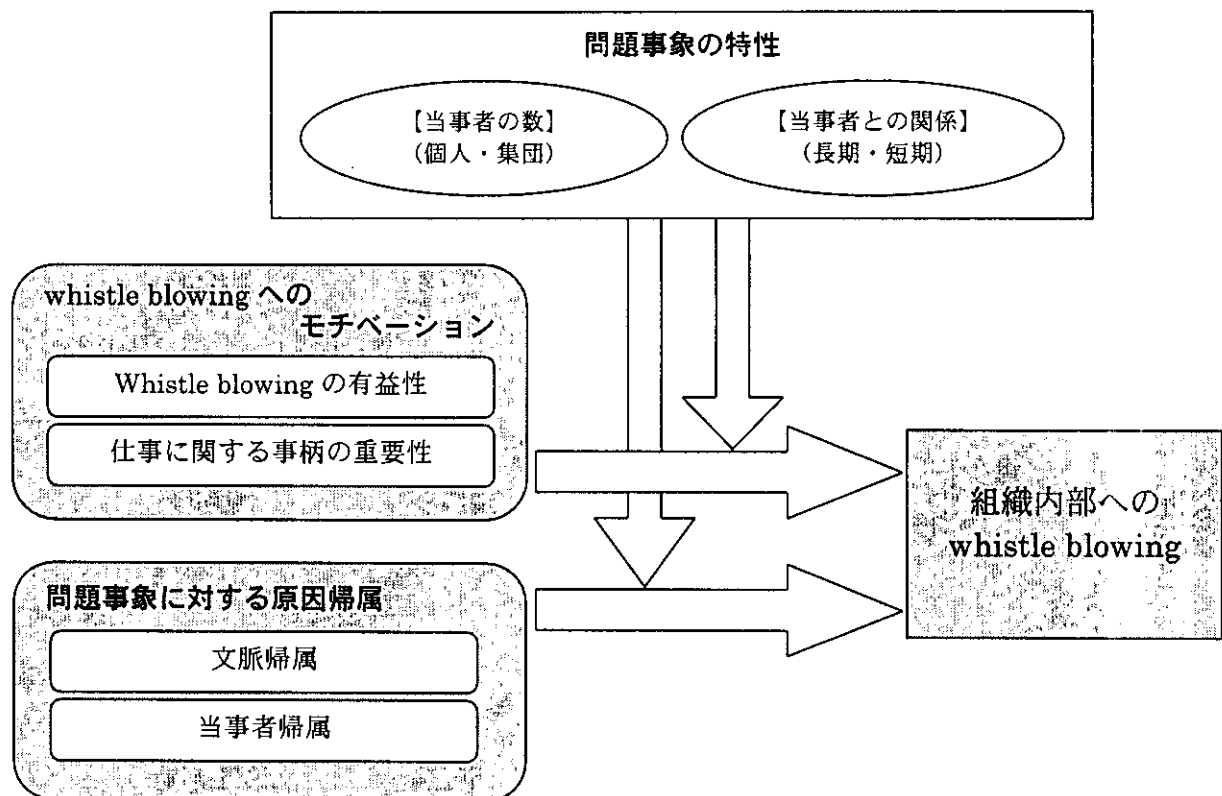 問題事象の特性
【当事者の数】
(個人・集団)
【当事者との関係】
(長期・短期)
whistle blowing への
モチベーション
Whistle blowing の有益性
仕事に関する事柄の重要性
問題事象に対する原因帰属
文脈帰属
当事者帰属
組織内部への
whistle blowing